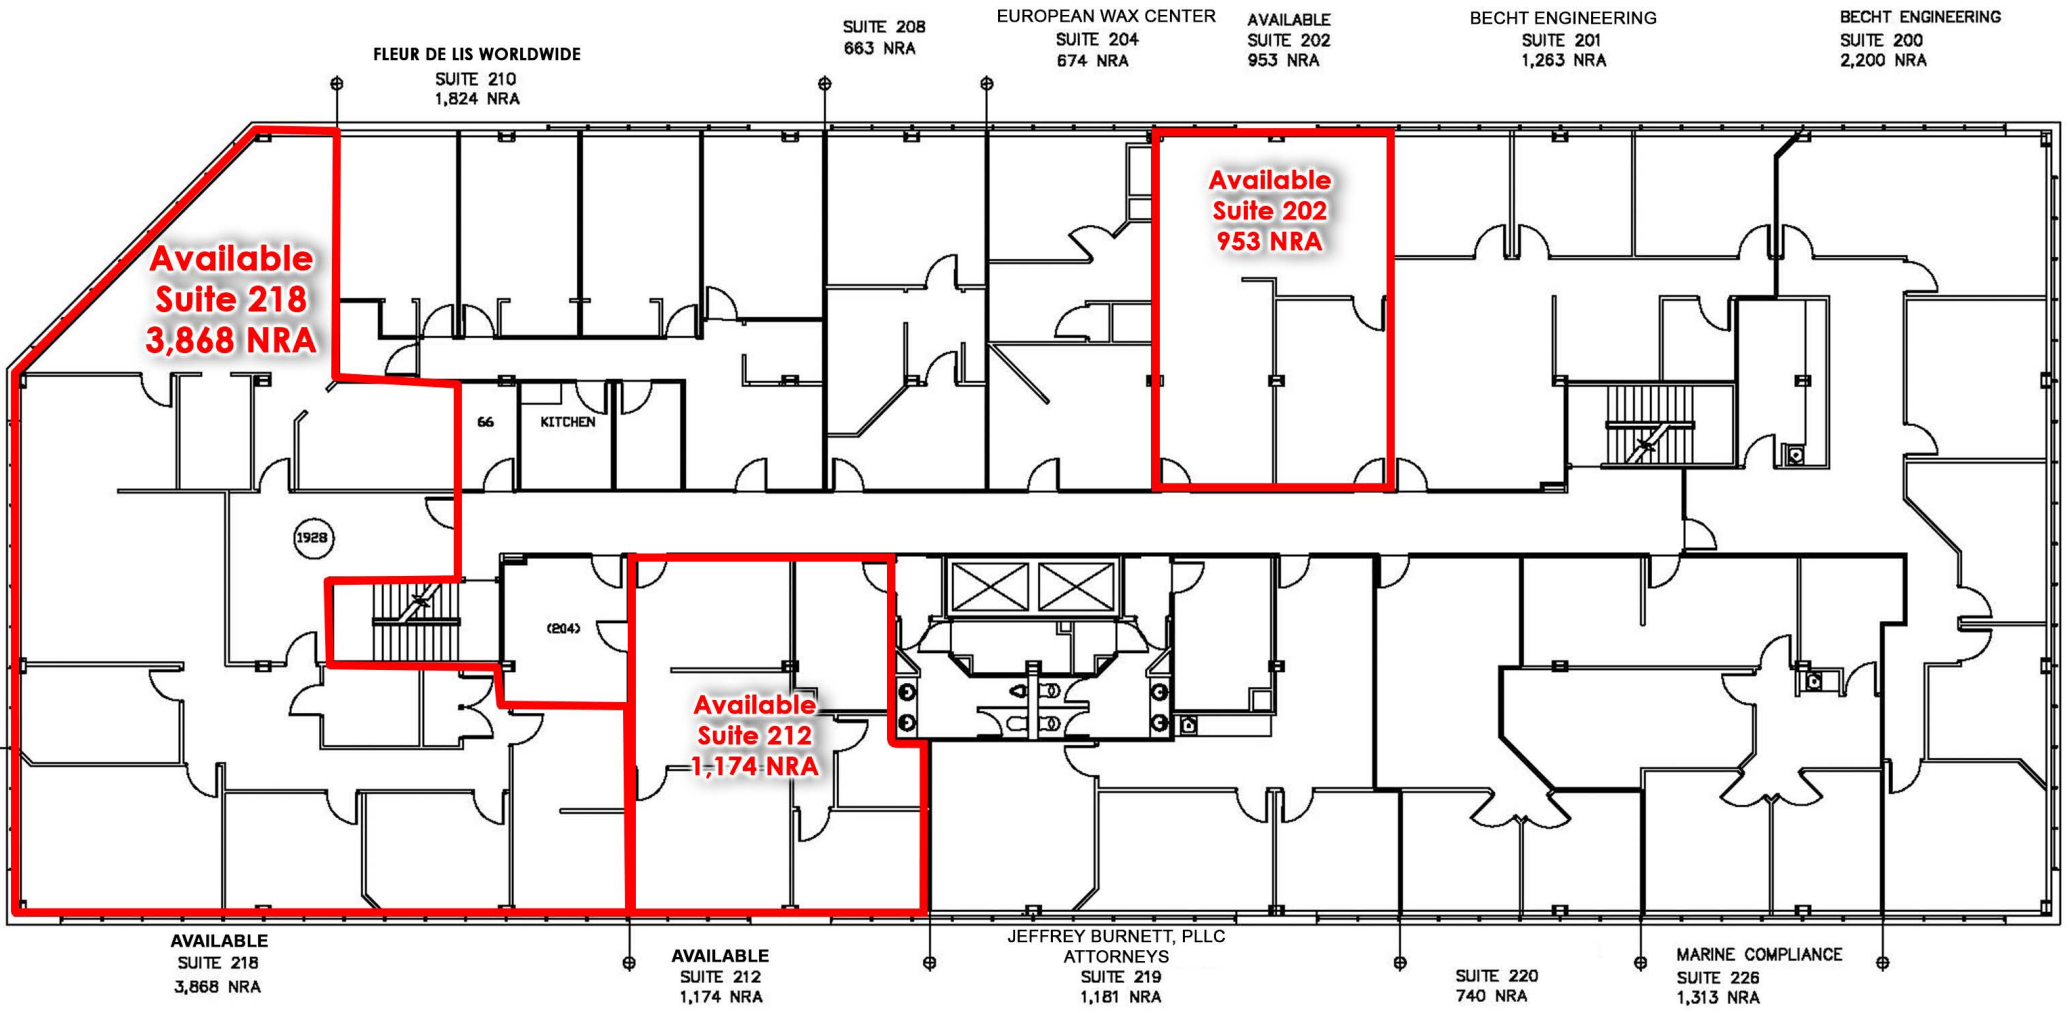 FLEUR DE LIS WORLDWIDE
SUITE 210
1,824 NRA
SUITE 208
663 NRA
EUROPEAN WAX CENTER
SUITE 204
674 NRA
AVAILABLE
SUITE 202
953 NRA
BECHT ENGINEERING
SUITE 201
1,263 NRA
BECHT ENGINEERING
SUITE 200
2,200 NRA
Available
Suite 218
3,868 NRA
Available
Suite 202
953 NRA
66
KITCHEN
1928
(204)
Available
Suite 212
1,174 NRA
AVAILABLE
SUITE 218
3,868 NRA
AVAILABLE
SUITE 212
1,174 NRA
JEFFREY BURNETT, PLLC
ATTORNEYS
SUITE 219
1,181 NRA
SUITE 220
740 NRA
MARINE COMPLIANCE
SUITE 226
1,313 NRA